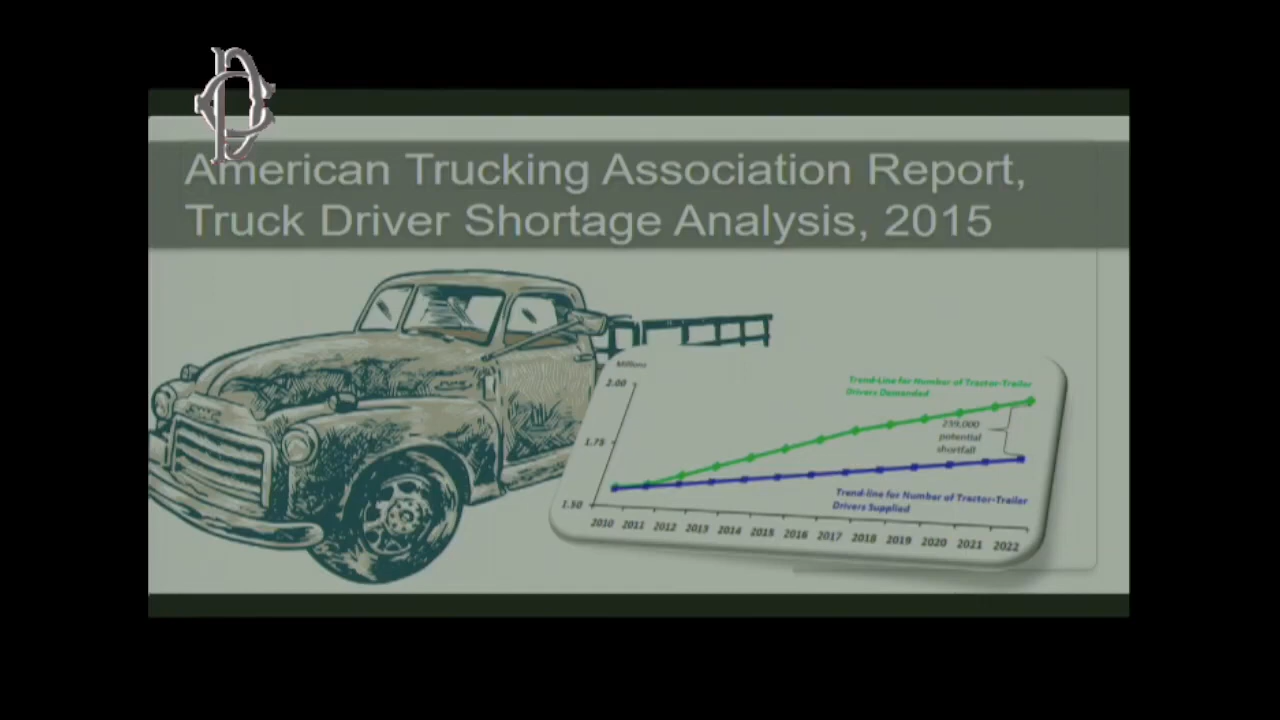 American Trucking Association Report,
Truck Driver Shortage Analysis, 2015
Millions
2.00
Trend-Line for Number of Tractor-Trailer
Drivers Demanded
239,000
potential
shortfall
1.75
Trend-line for Number of Tractor-Trailer
Drivers Supplied
1.50
2010 2011 2012 2013 2014 2015 2016 2017 2018 2019 2020 2021 2022